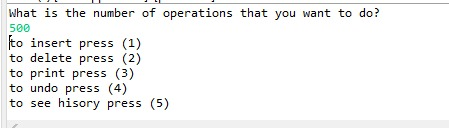 What is the number of operations that you want to do?
500
to insert press (1)
to delete press (2)
to print press (3)
to undo press (4)
to see hisory press (5)